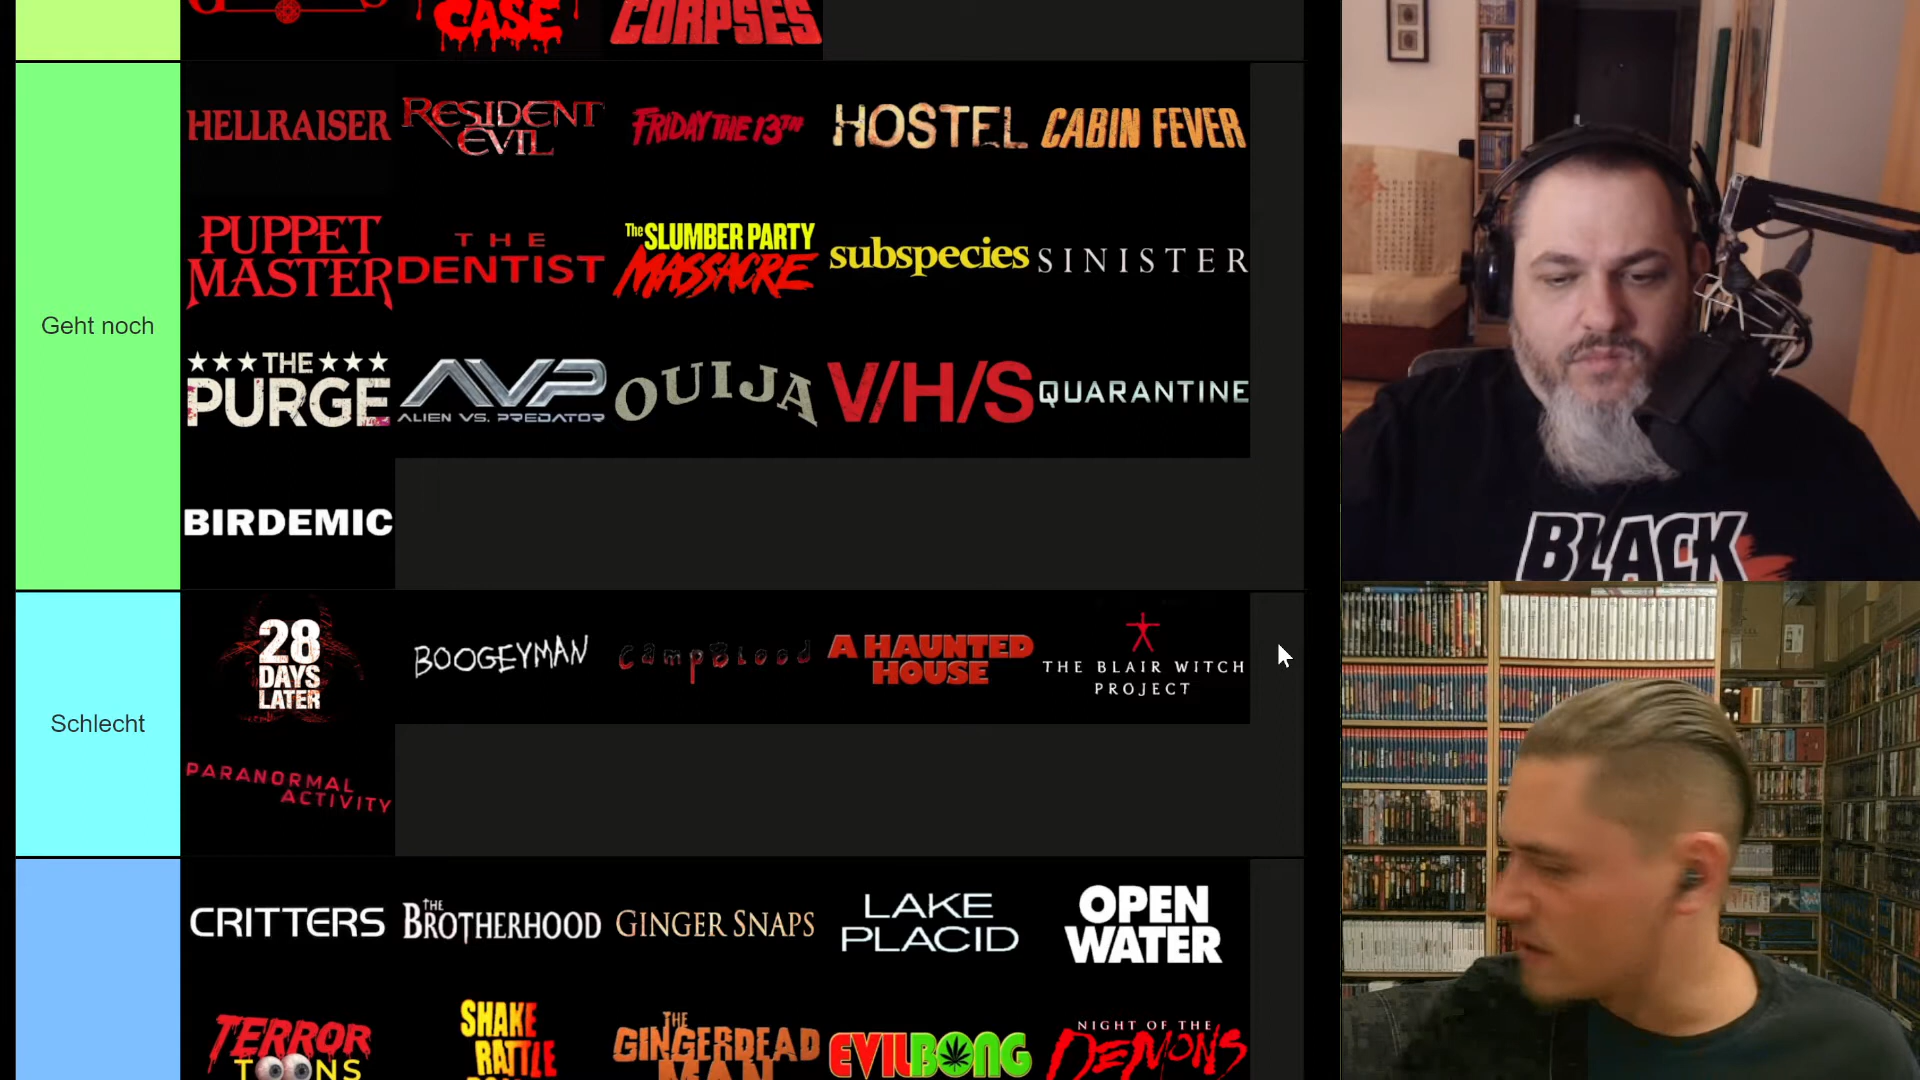 CASE
CORPSES
Geht noch
HELLRAISER
RESIDENT
EVIL
FRIDAY THE 13TH
HOSTEL
CABIN FEVER
PUPPET
MASTER
THE
DENTIST
The SLUMBER PARTY
MASSACRE
subspecies
SINISTER
THE
PURGE
AVP
ALIEN VS. PREDATOR
OUIJA
V/H/S
QUARANTINE
BIRDEMIC
Schlecht
28
DAYS
LATER
BOOGEYMAN
CampBlood
A HAUNTED
HOUSE
THE BLAIR WITCH
PROJECT
PARANORMAL
ACTIVITY
CRITTERS
THE
BROTHERHOOD
GINGER SNAPS
LAKE
PLACID
OPEN
WATER
TERROR
TOONS
SHAKE
RATTLE
THE
GINGERDEAD
MAN
EVILBONG
NIGHT OF THE
DEMONS
BLACK